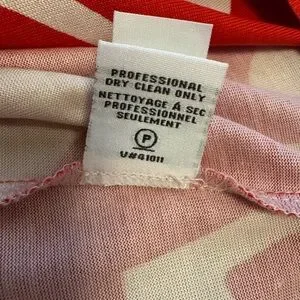 PROFESSIONAL
DRY CLEAN ONLY
NETTOYAGE À SEC
PROFESSIONNEL
SEULEMENT
P
V#41011